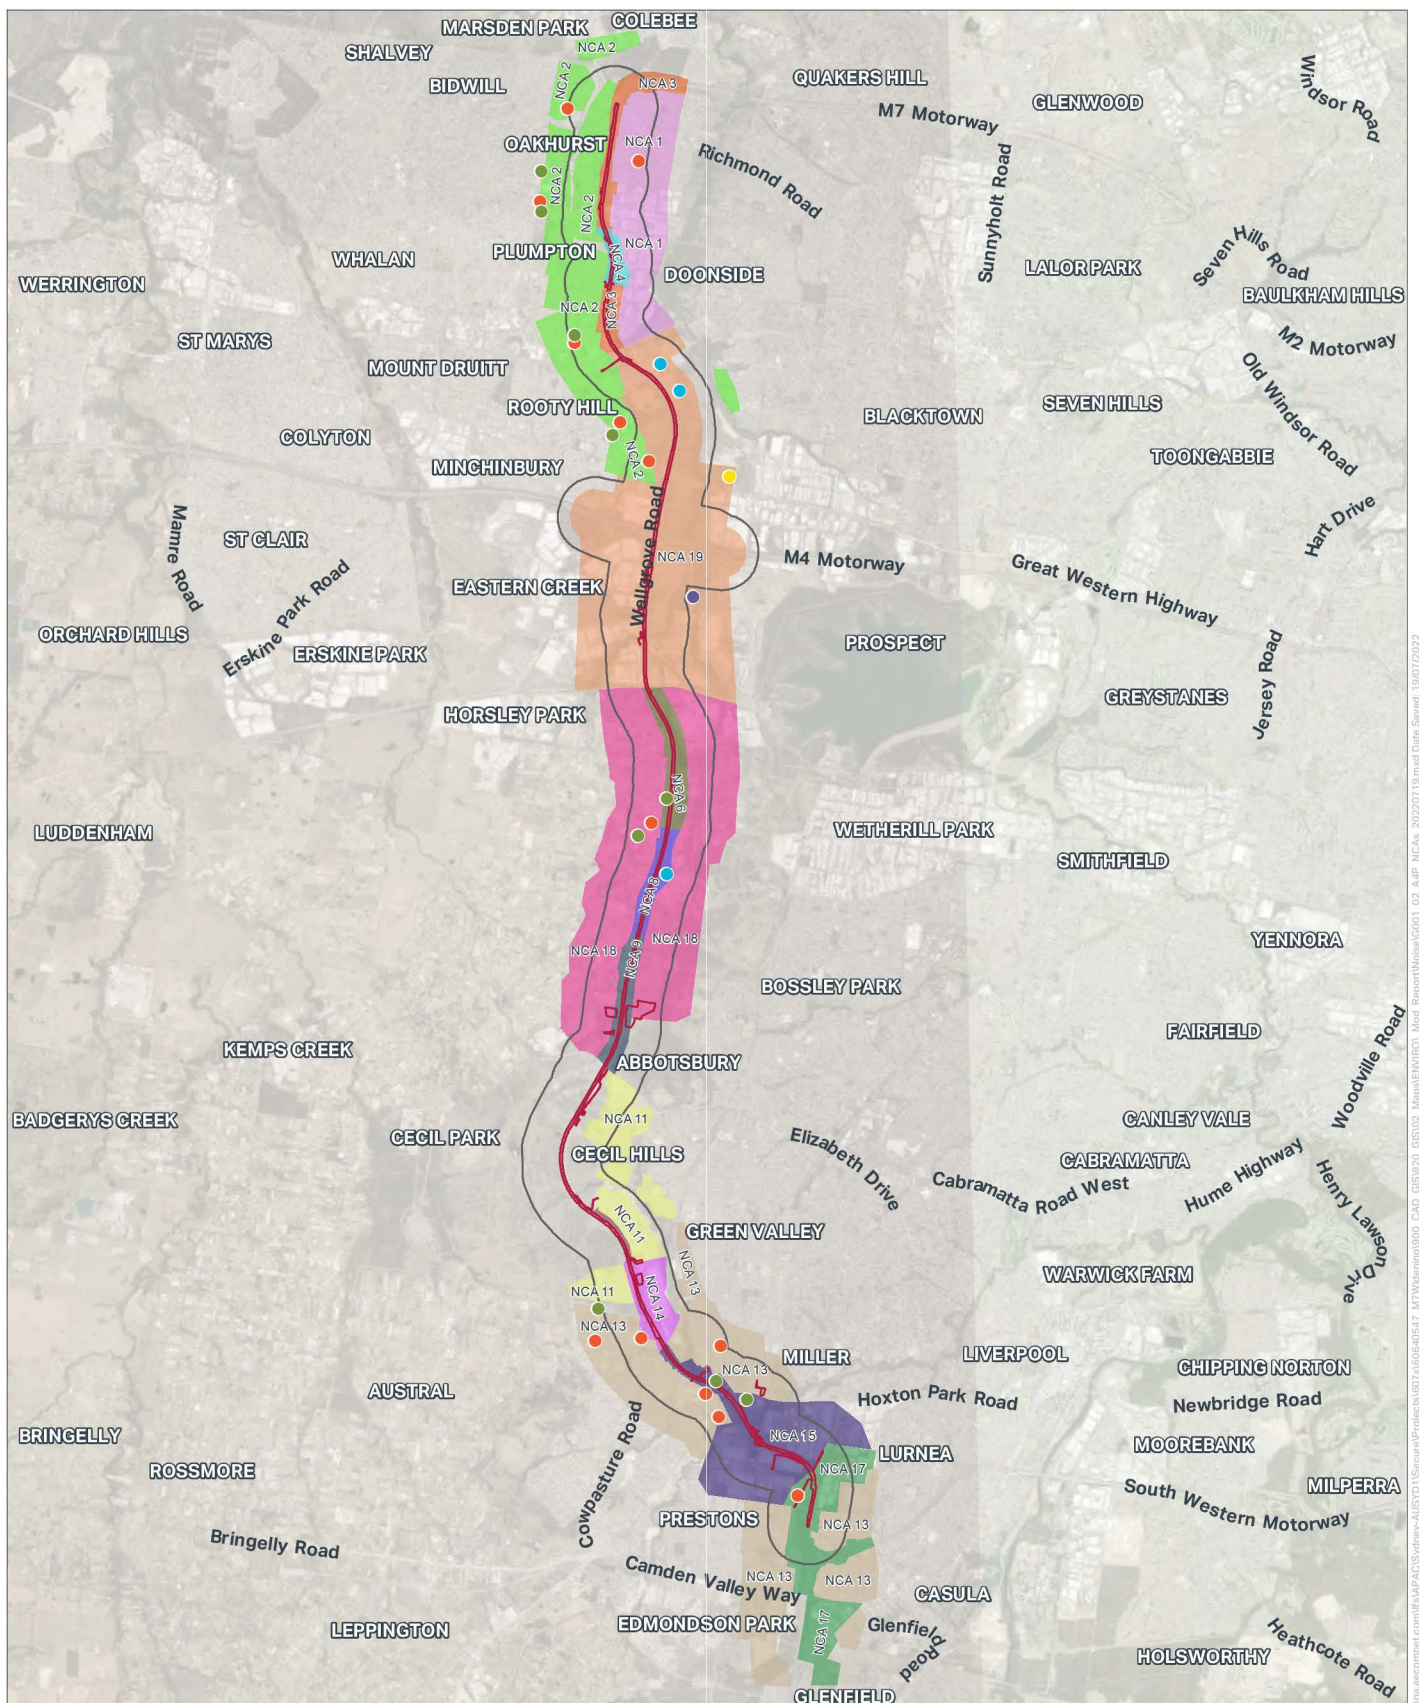 MARSDEN PARK
COLEBEE
SHALVEY
NCA 2
BIDWILL
NCA 2
NCA 3
QUAKERS HILL
Windsor Road
GLENWOOD
M7 Motorway
OAKHURST
NCA 1
Richmond Road
Sunnyholt Road
NCA 2
NCA 2
PLUMPTON
NCA 1
NCA 4
WHALAN
DOONSIDE
LALOR PARK
Seven Hills Road
WERRINGTON
BAULKHAM HILLS
NCA 2
NCA 3
ST MARYS
M2 Motorway
MOUNT DRUITT
Old Windsor Road
ROOTY HILL
SEVEN HILLS
BLACKTOWN
COLYTON
NCA 2
TOONGABBIE
MINCHINBURY
Mamre Road
ST CLAIR
Wallgrove Road
NCA 19
M4 Motorway
Hart Drive
Great Western Highway
EASTERN CREEK
Erskine Park Road
ORCHARD HILLS
ERSKINE PARK
PROSPECT
Jersey Road
GREYSTANES
HORSLEY PARK
NCA 6
LUDDENHAM
WETHERILL PARK
SMITHFIELD
NCA 8
NCA 18
NCA 9
NCA 18
YENNORA
BOSSLEY PARK
FAIRFIELD
KEMPS CREEK
ABBOTSBURY
Woodville Road
BADGERYS CREEK
NCA 11
CANLEY VALE
CECIL PARK
CECIL HILLS
Elizabeth Drive
CABRAMATTA
Cabramatta Road West
Hume Highway
Henry Lawson Drive
NCA 11
GREEN VALLEY
NCA 13
WARWICK FARM
NCA 11
NCA 14
NCA 13
MILLER
LIVERPOOL
NCA 13
CHIPPING NORTON
AUSTRAL
Hoxton Park Road
Newbridge Road
BRINGELLY
Cowpasture Road
NCA 15
MOOREBANK
LURNEA
ROSSMORE
NCA 17
MILPERRA
South Western Motorway
PRESTONS
NCA 13
Bringelly Road
Camden Valley Way
NCA 13
NCA 13
CASULA
LEPPINGTON
EDMONDSON PARK
NCA 17
Glenfield Road
HOLSWORTHY
Heathcote Road
GLENFIELD